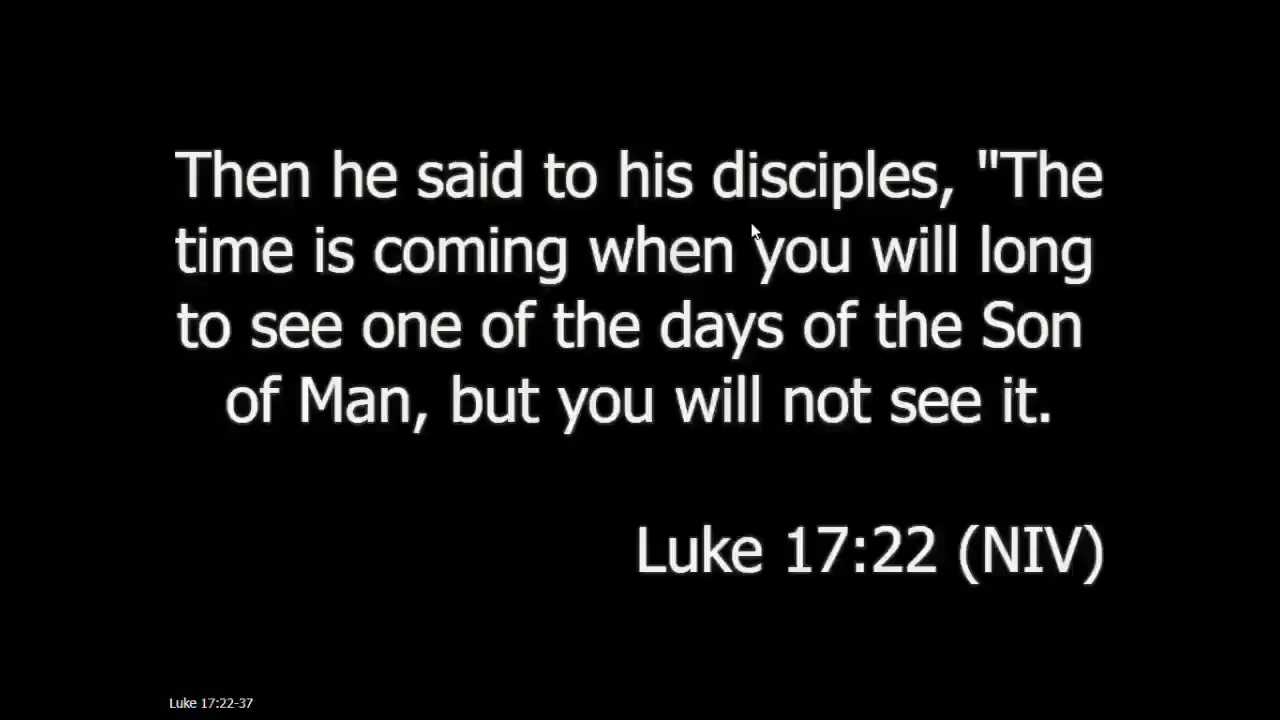 Then he said to his disciples, "The
time is coming when you will long
to see one of the days of the Son
of Man, but you will not see it.
Luke 17:22 (NIV)
Luke 17:22-37